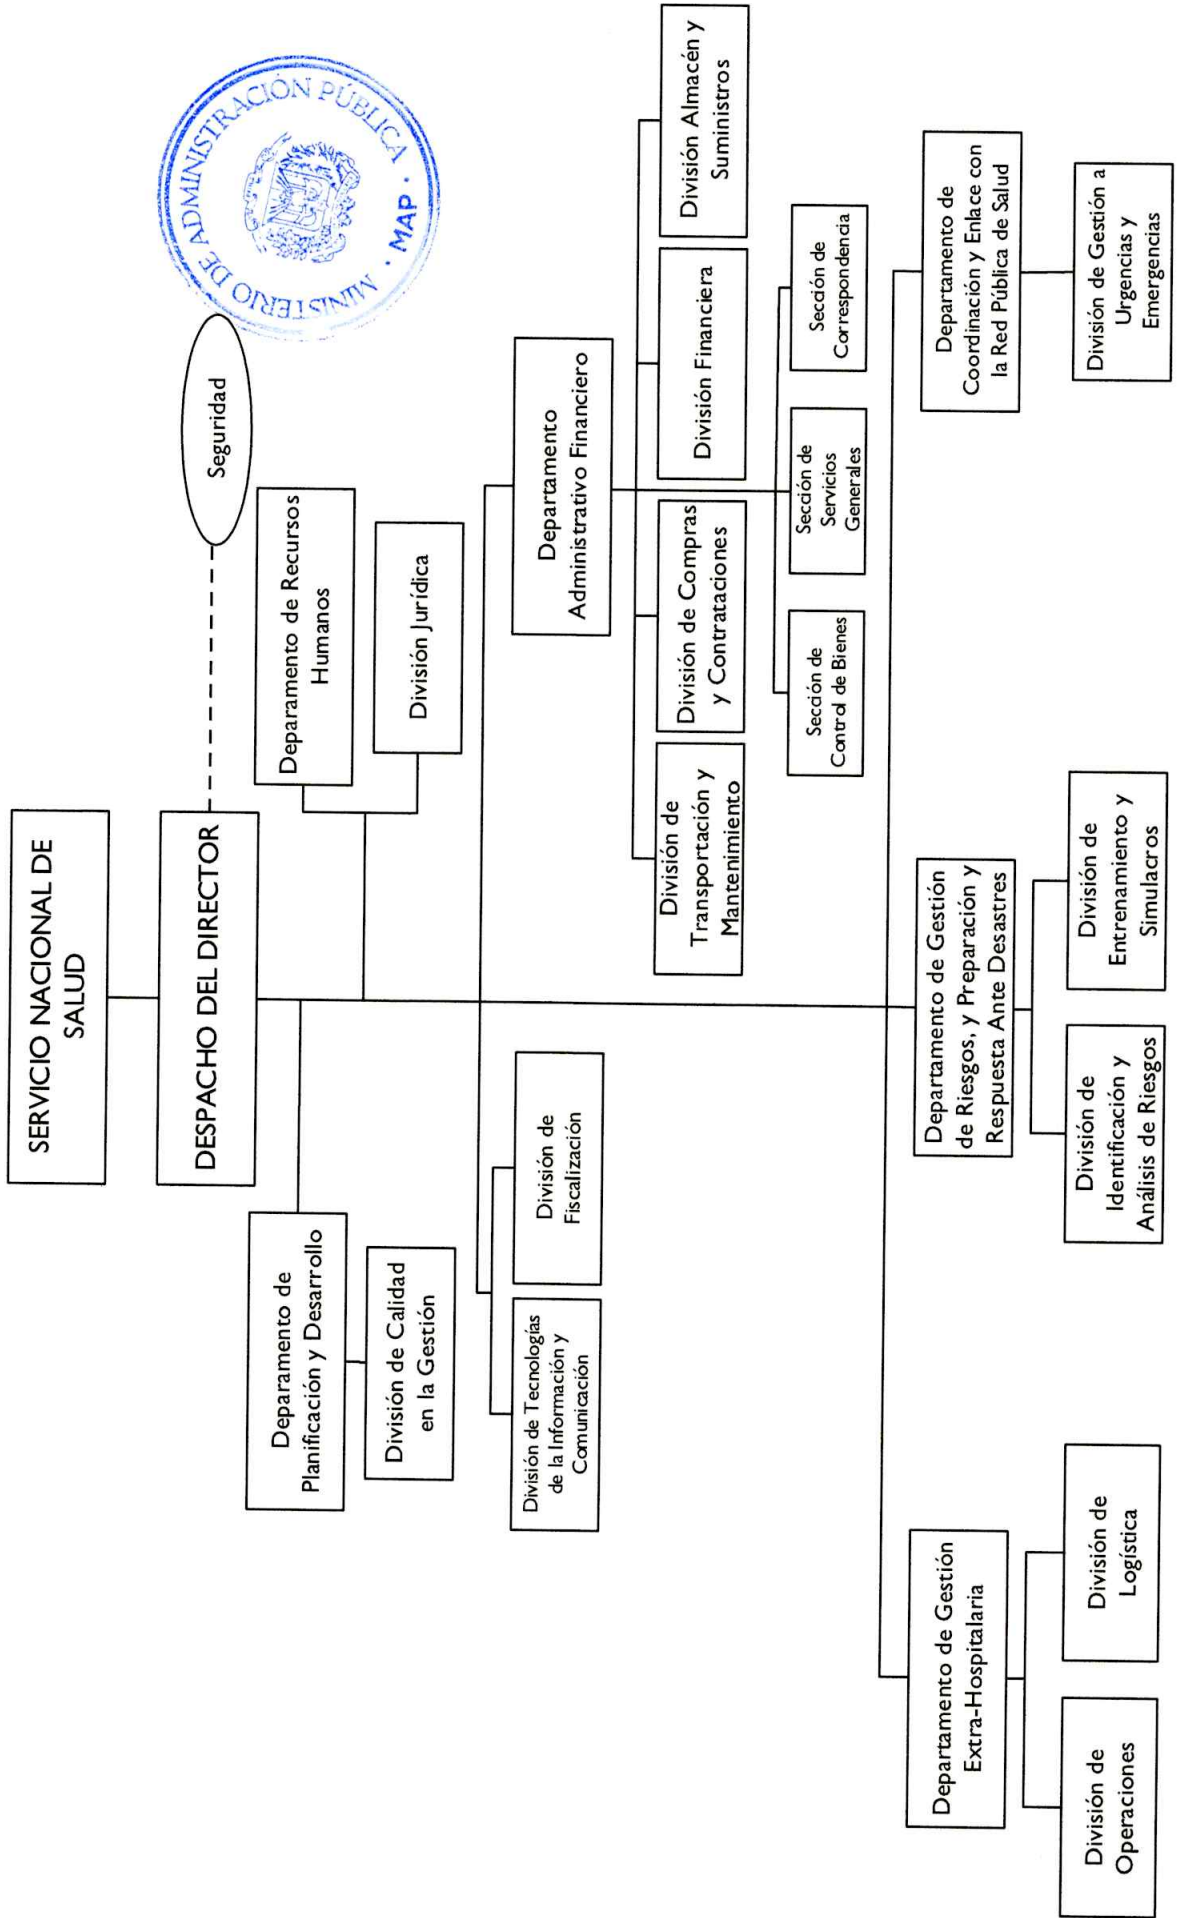 SERVICIO NACIONAL DE
SALUD
DESPACHO DEL DIRECTOR
Seguridad
MINISTERIO DE ADMINISTRACIÓN PÚBLICA
· MAP ·
Deparamento de
Planificación y Desarrollo
División de Calidad
en la Gestión
Deparamento de Recursos
Humanos
División Jurídica
División de Tecnologías
de la Información y
Comunicación
División de
Fiscalización
Departamento
Administrativo Financiero
División de
Transportación y
Mantenimiento
División de Compras
y Contrataciones
División Financiera
División Almacén y
Suministros
Sección de
Control de Bienes
Sección de
Servicios
Generales
Sección de
Correspondencia
Departamento de Gestión
Extra-Hospitalaria
División de
Operaciones
División de
Logística
Departamento de Gestión
de Riesgos, y Preparación y
Respuesta Ante Desastres
División de
Identificación y
Análisis de Riesgos
División de
Entrenamiento y
Simulacros
Departamento de
Coordinación y Enlace con
la Red Pública de Salud
División de Gestión a
Urgencias y
Emergencias